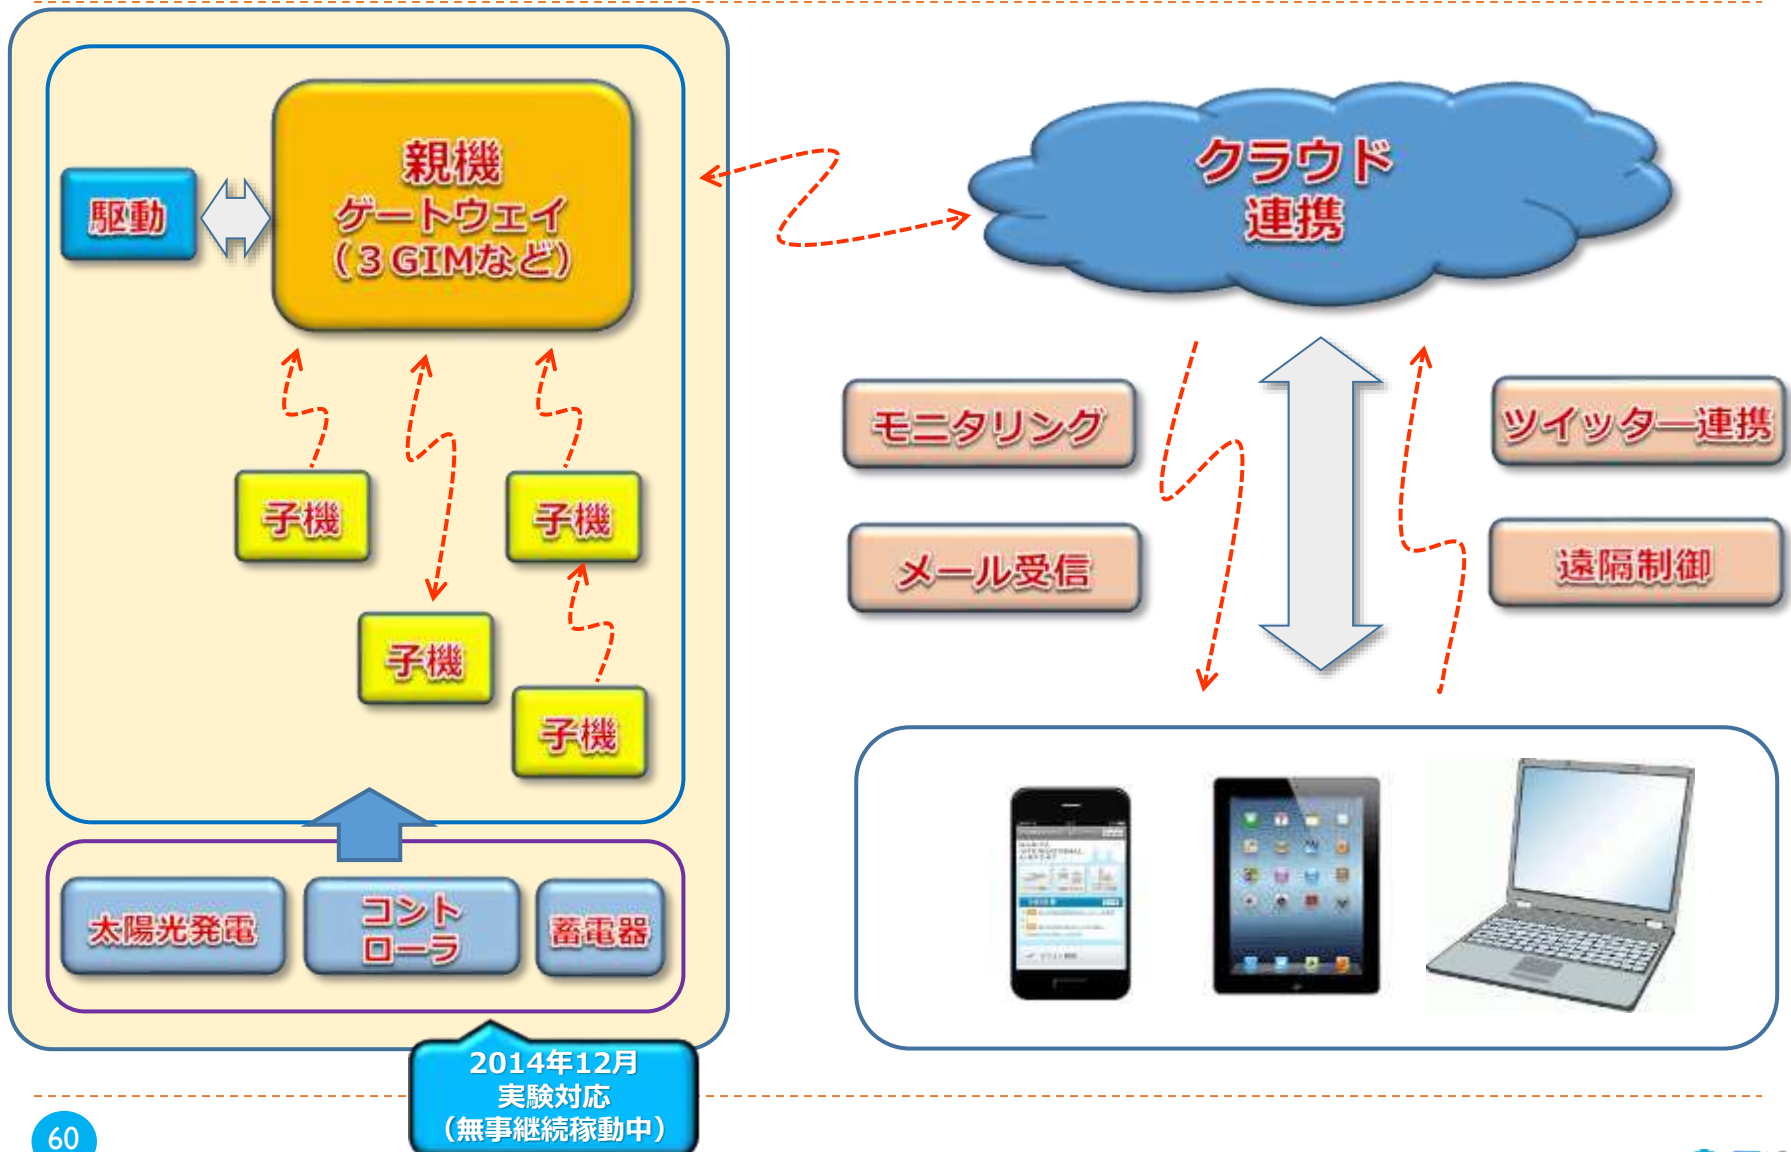 親機
ゲートウェイ
（３GIMなど）
駆動
クラウド
連携
モニタリング
ツイッター連携
メール受信
遠隔制御
子機
子機
子機
子機
太陽光発電
コント
ローラ
蓄電器
2014年12月
実験対応
（無事継続稼動中）
60